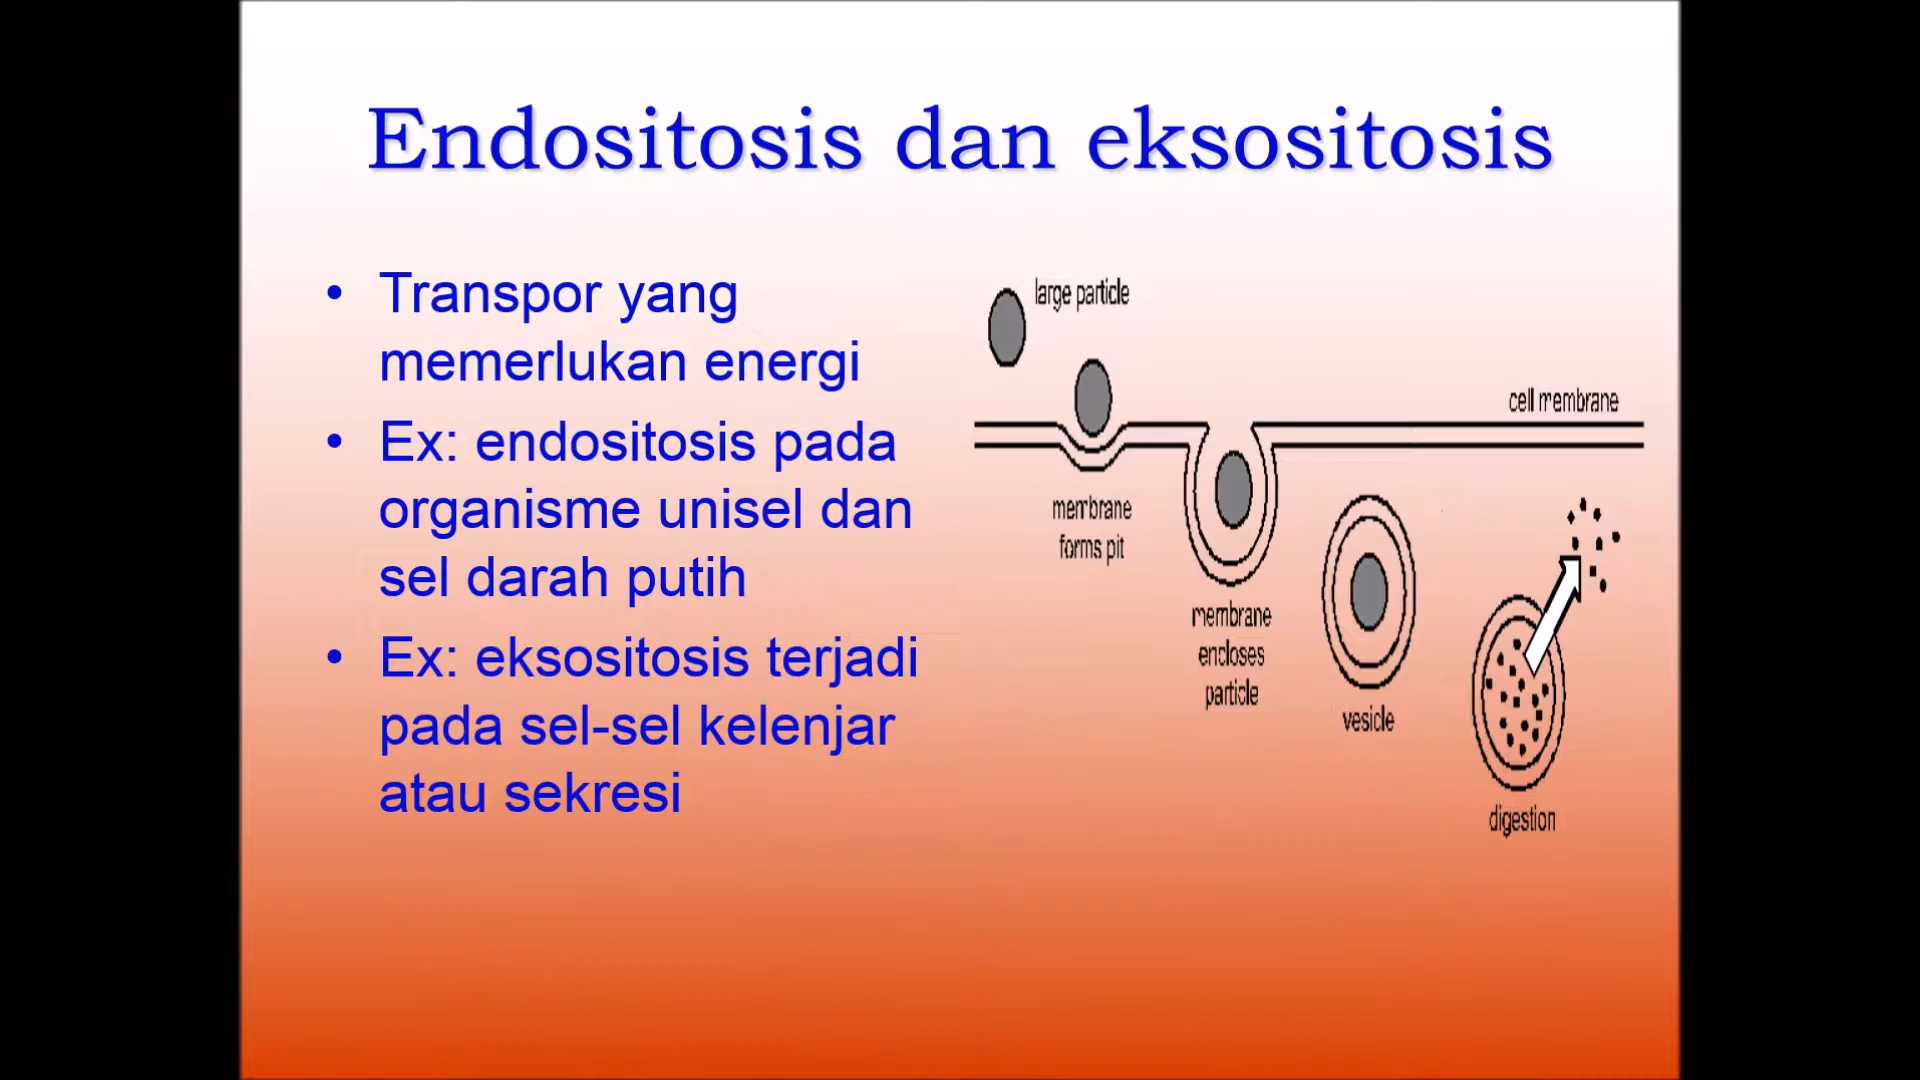 Endositosis dan eksositosis
• Transpor yang
memerlukan energi
• Ex: endositosis pada
organisme unisel dan
sel darah putih
• Ex: eksositosis terjadi
pada sel-sel kelenjar
atau sekresi
large particle
cell membrane
membrane
forms pit
membrane
encloses
particle
vesicle
digestion